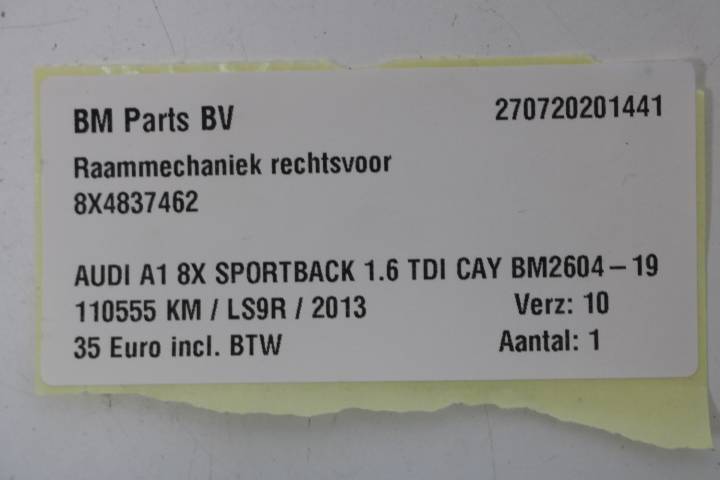 BM Parts BV 270720201441
Raammechaniek rechtsvoor
8X4837462
AUDI A1 8X SPORTBACK 1.6 TDI CAY BM2604-19
110555 KM / LS9R / 2013 Verz: 10
35 Euro incl. BTW Aantal: 1